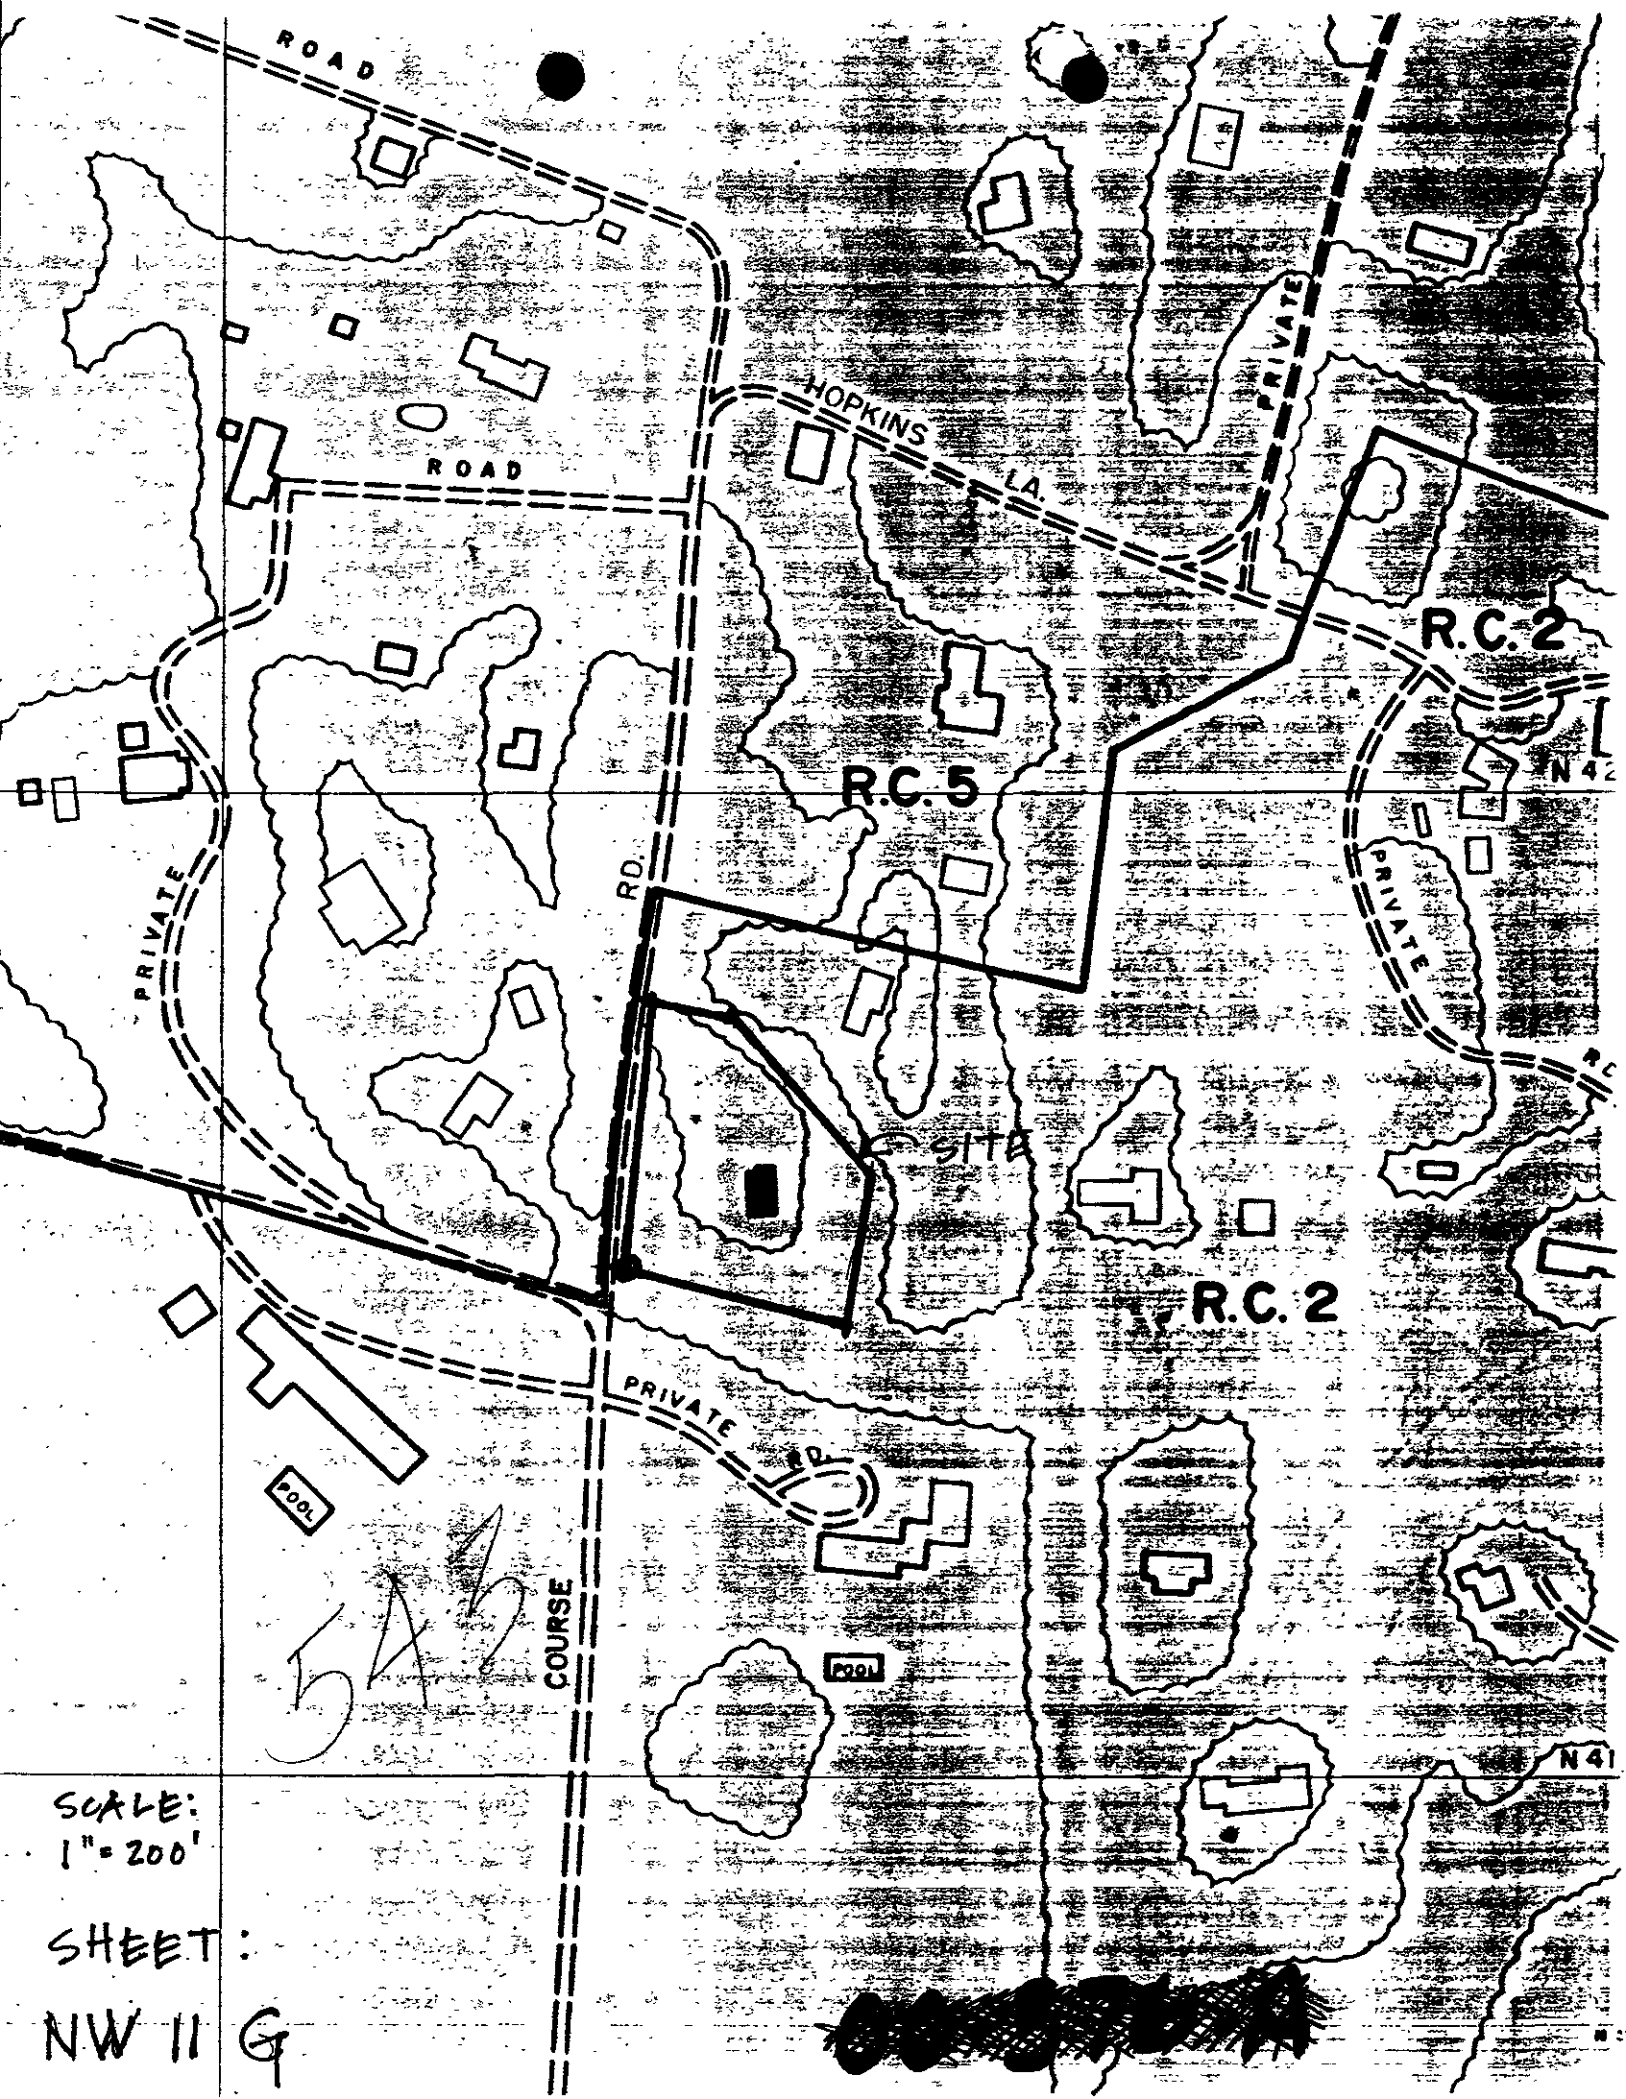 ROAD
PRIVATE
HOPKINS LA.
ROAD
R.C. 2
R.C. 5
N 42
RD.
PRIVATE
PRIVATE
SITE
R.C. 2
PRIVATE RD.
POOL
COURSE
POOL
N 41
SCALE:
1" = 200'
SHEET:
NW 11 G